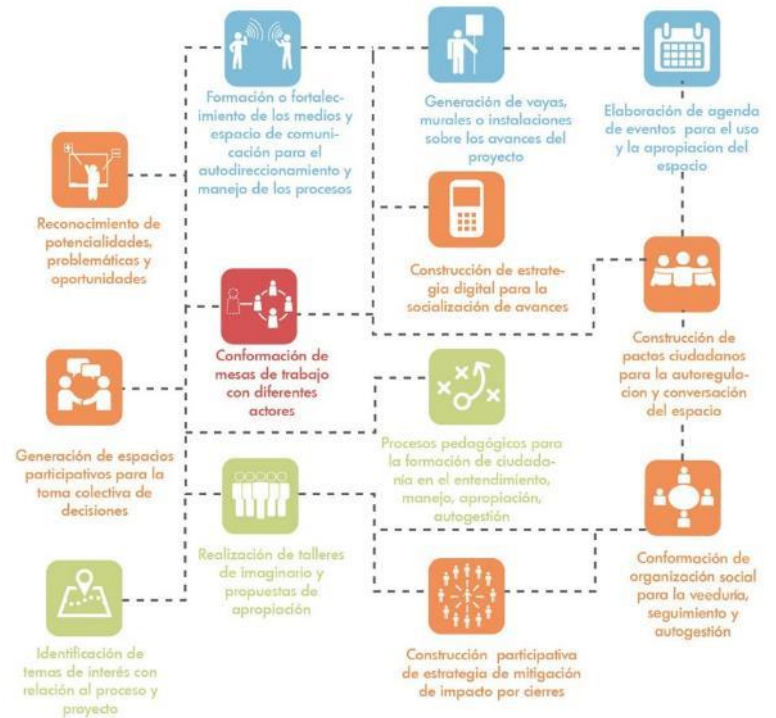 Formación o fortalec-
imiento de los medios y
espacio de comuni-
cación para el
autodireccionamiento y
manejo de los procesos
Generación de vayas,
murales o instalaciones
sobre los avances del
proyecto
Elaboración de agenda
de eventos para el uso
y la apropiacion del
espacio
Reconocimiento de
potencialidades,
problemáticas y
oportunidades
Construcción de estrate-
gia digital para la
socialización de avances
Conformación de
mesas de trabajo
con diferentes
actores
Construcción de
pactos ciudadanos
para la autoregula-
cion y conversación
del espacio
Generación de espacios
participativos para la
toma colectiva de
decisiones
Procesos pedagógicos para
la formación de ciudada-
nía en el entendimiento,
manejo, apropiación,
autogestión
Realización de talleres
de imaginario y
propuestas de
apropiación
Conformación de
organización social
para la veeduría,
seguimiento y
autogestión
Identificación de
temas de interés con
relación al proceso y
proyecto
Construcción participativa
de estrategia de mitigación
de impacto por cierres